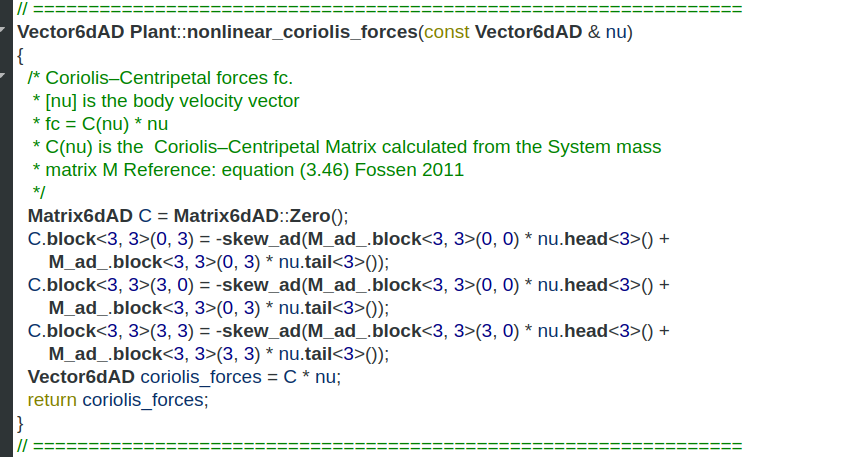 // ================================================================
Vector6dAD Plant::nonlinear_coriolis_forces(const Vector6dAD & nu)
{
/* Coriolis–Centripetal forces fc.
* [nu] is the body velocity vector
* fc = C(nu) * nu
* C(nu) is the  Coriolis–Centripetal Matrix calculated from the System mass
* matrix M Reference: equation (3.46) Fossen 2011
*/
Matrix6dAD C = Matrix6dAD::Zero();
C.block<3, 3>(0, 3) = -skew_ad(M_ad_.block<3, 3>(0, 0) * nu.head<3>() +
M_ad_.block<3, 3>(0, 3) * nu.tail<3>());
C.block<3, 3>(3, 0) = -skew_ad(M_ad_.block<3, 3>(0, 0) * nu.head<3>() +
M_ad_.block<3, 3>(0, 3) * nu.tail<3>());
C.block<3, 3>(3, 3) = -skew_ad(M_ad_.block<3, 3>(3, 0) * nu.head<3>() +
M_ad_.block<3, 3>(3, 3) * nu.tail<3>());
Vector6dAD coriolis_forces = C * nu;
return coriolis_forces;
}
// ================================================================